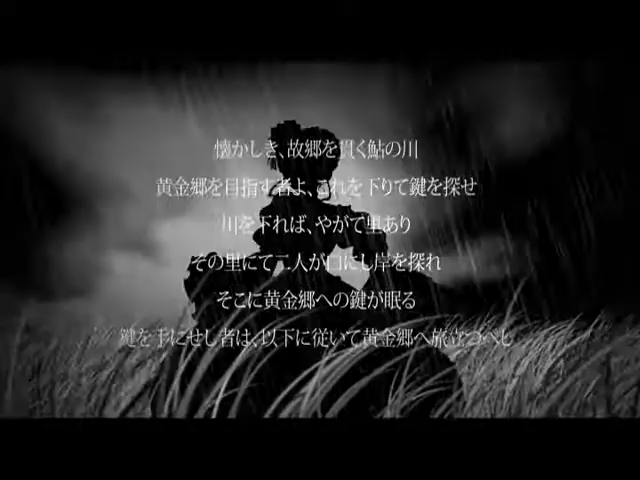 懐かしき、故郷を貫く鮎の川
黄金郷を目指す者よ、これを下りて鍵を探せ
川を下れば、やがて里あり
その里にて二人が口にし岸を探れ
そこに黄金郷への鍵が眠る
鍵を手にせし者は、以下に従いて黄金郷へ旅立つべし